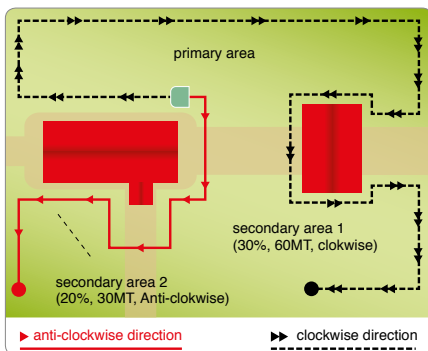 primary area
secondary area 1
(30%, 60MT, clokwise)
secondary area 2
(20%, 30MT, Anti-clokwise)
anti-clockwise direction
clockwise direction